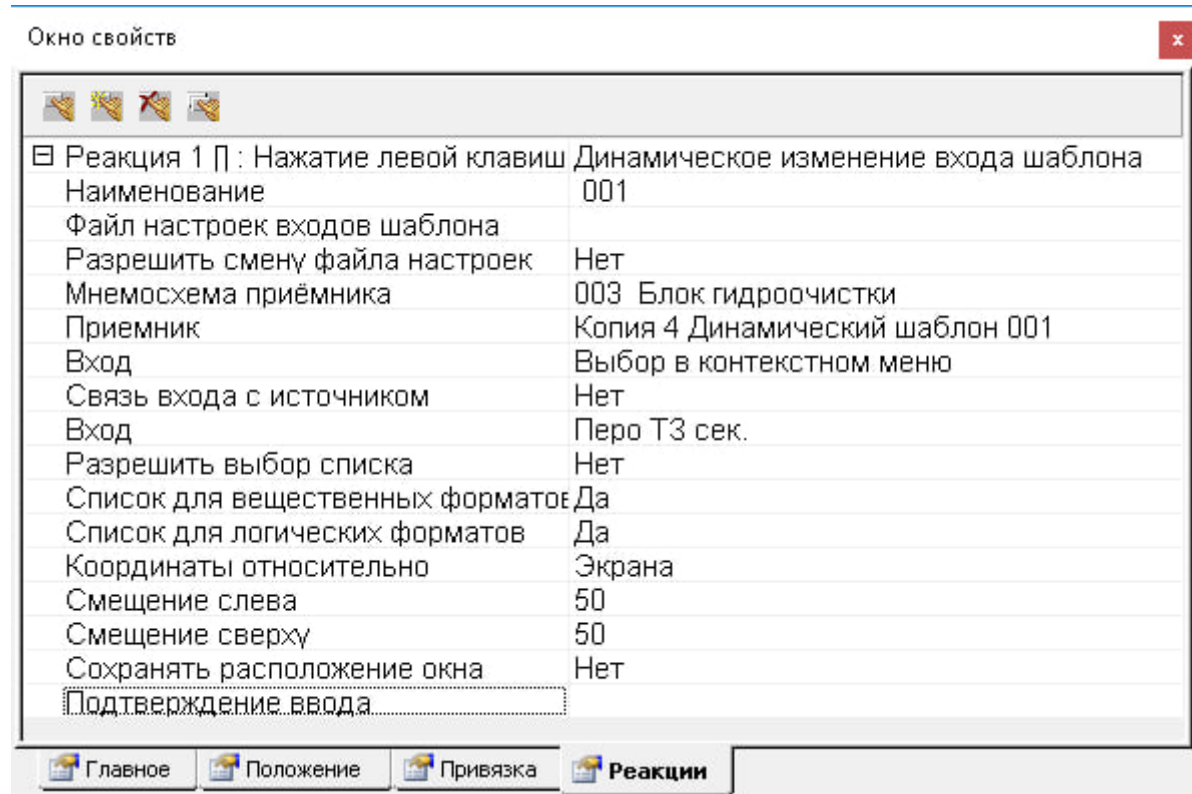 Окно свойств
x
Реакция 1 [] : Нажатие левой клавиш Динамическое изменение входа шаблона
Наименование 001
Файл настроек входов шаблона
Разрешить смену файла настроек Нет
Мнемосхема приёмника 003 Блок гидроочистки
Приемник Копия 4 Динамический шаблон 001
Вход Выбор в контекстном меню
Связь входа с источником Нет
Вход Перо ТЗ сек.
Разрешить выбор списка Нет
Список для вещественных форматов Да
Список для логических форматов Да
Координаты относительно Экрана
Смещение слева 50
Смещение сверху 50
Сохранять расположение окна Нет
Подтверждение ввода
Главное Положение Привязка Реакции